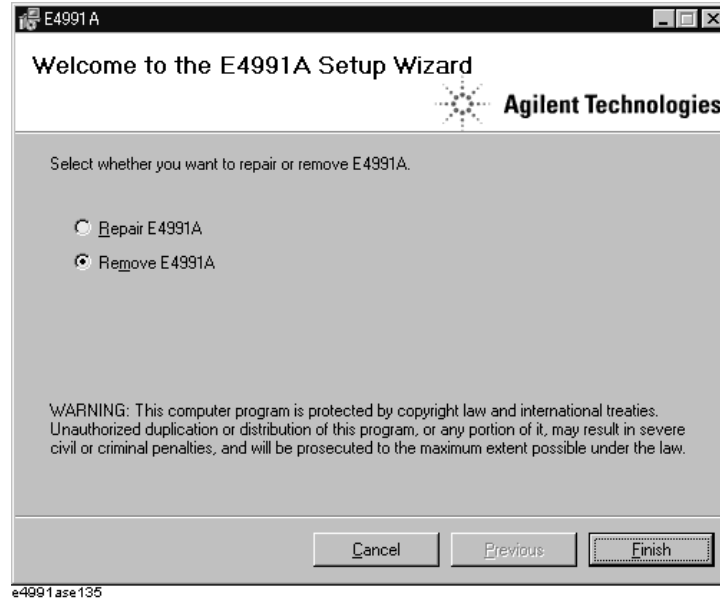 E4991A
Welcome to the E4991A Setup Wizard
Agilent Technologies
Select whether you want to repair or remove E4991A.
Repair E4991A
Remove E4991A
WARNING: This computer program is protected by copyright law and international treaties.
Unauthorized duplication or distribution of this program, or any portion of it, may result in severe
civil or criminal penalties, and will be prosecuted to the maximum extent possible under the law.
Cancel
Previous
Finish
e4991ase135